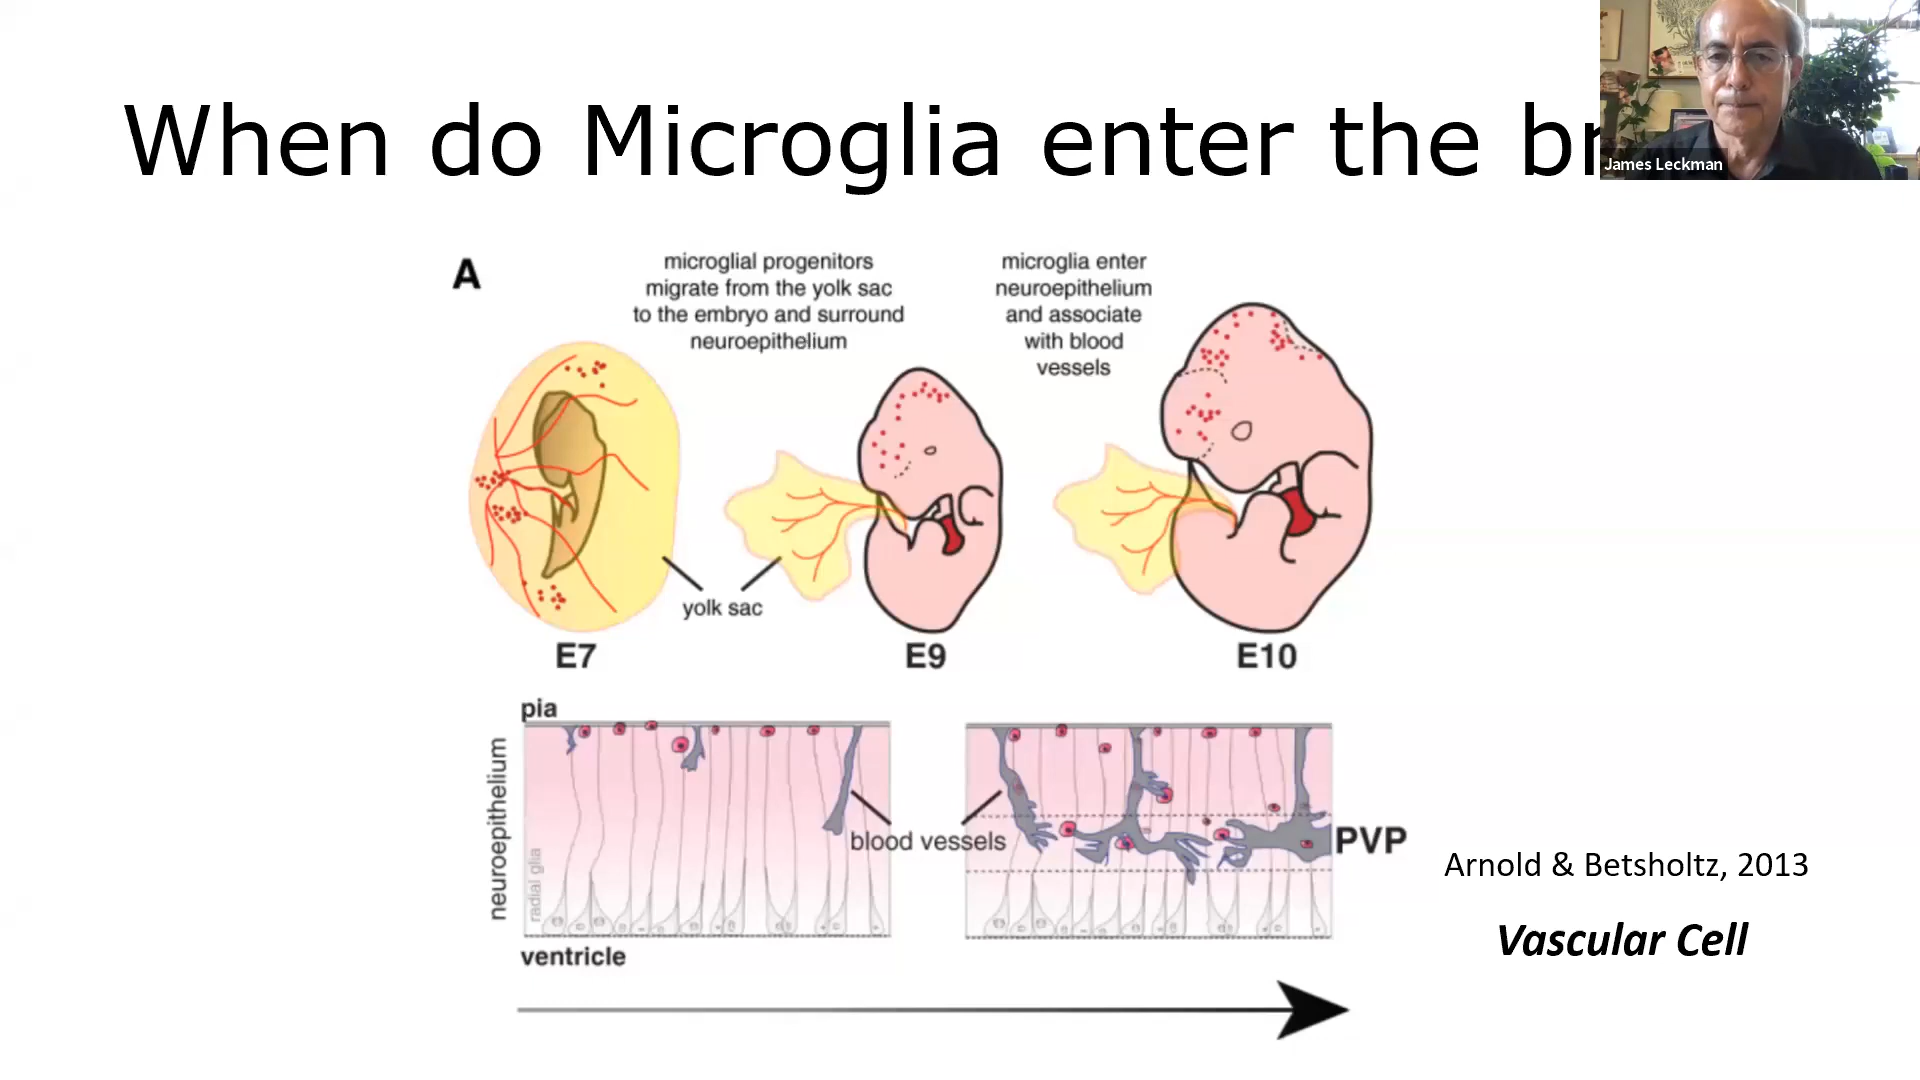 When do Microglia enter the br
James Leckman
A
microglial progenitors
migrate from the yolk sac
to the embryo and surround
neuroepithelium
microglia enter
neuroepithelium
and associate
with blood
vessels
yolk sac
E7
E9
E10
pia
neuroepithelium
radial glia
blood vessels
PVP
ventricle
Arnold & Betsholtz, 2013
Vascular Cell